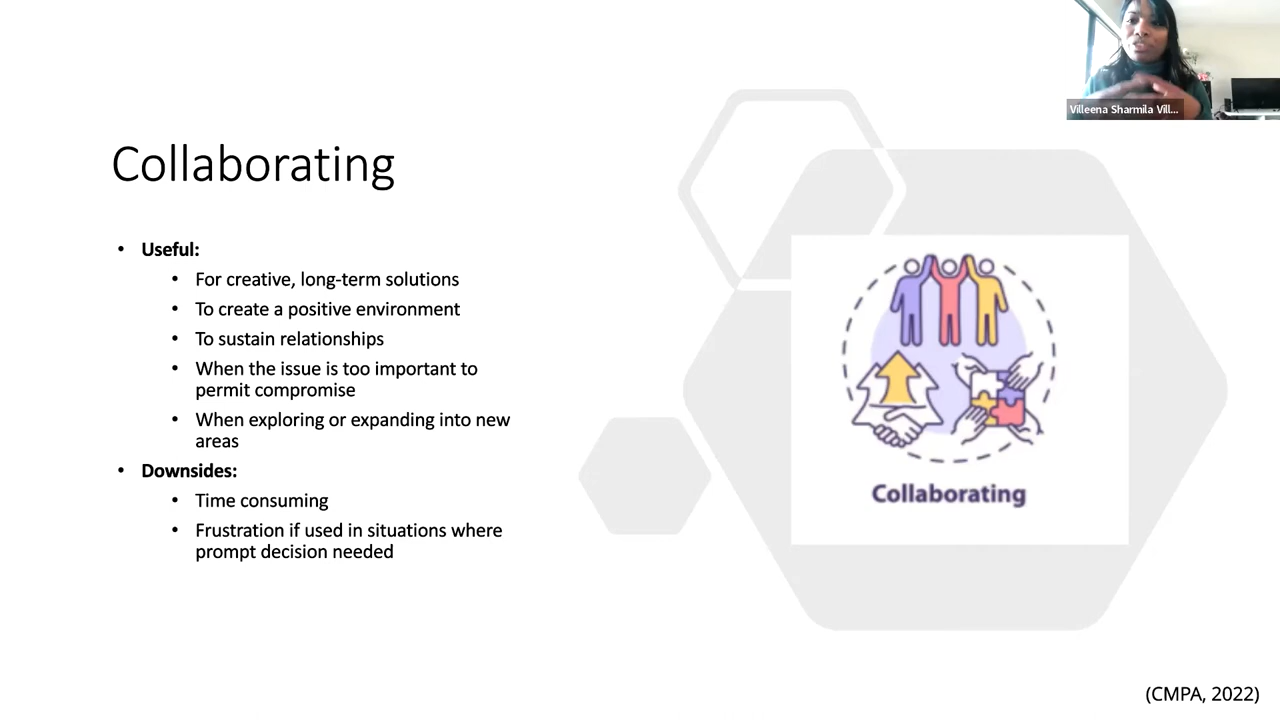 Villeena Sharmila Vill...
Collaborating
• Useful:
• For creative, long-term solutions
• To create a positive environment
• To sustain relationships
• When the issue is too important to
permit compromise
• When exploring or expanding into new
areas
• Downsides:
• Time consuming
• Frustration if used in situations where
prompt decision needed
Collaborating
(CMPA, 2022)